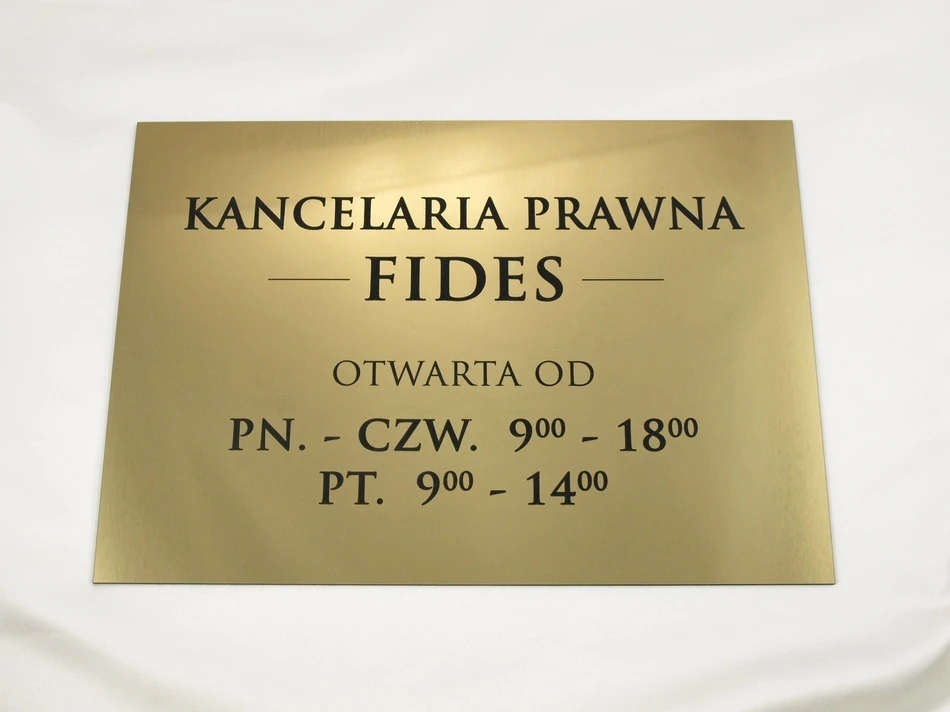 KANCELARIA PRAWNA
FIDES
OTWARTA OD
PN. - CZW. 9⁰⁰ - 18⁰⁰
PT. 9⁰⁰ - 14⁰⁰